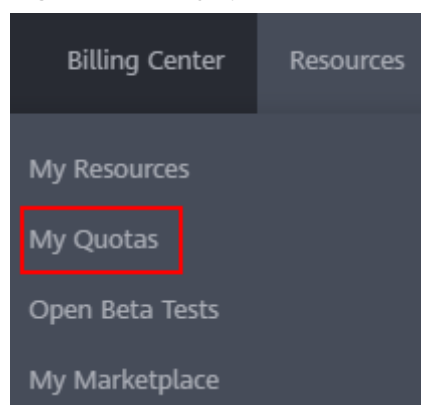 Billing Center Resources
My Resources
My Quotas
Open Beta Tests
My Marketplace